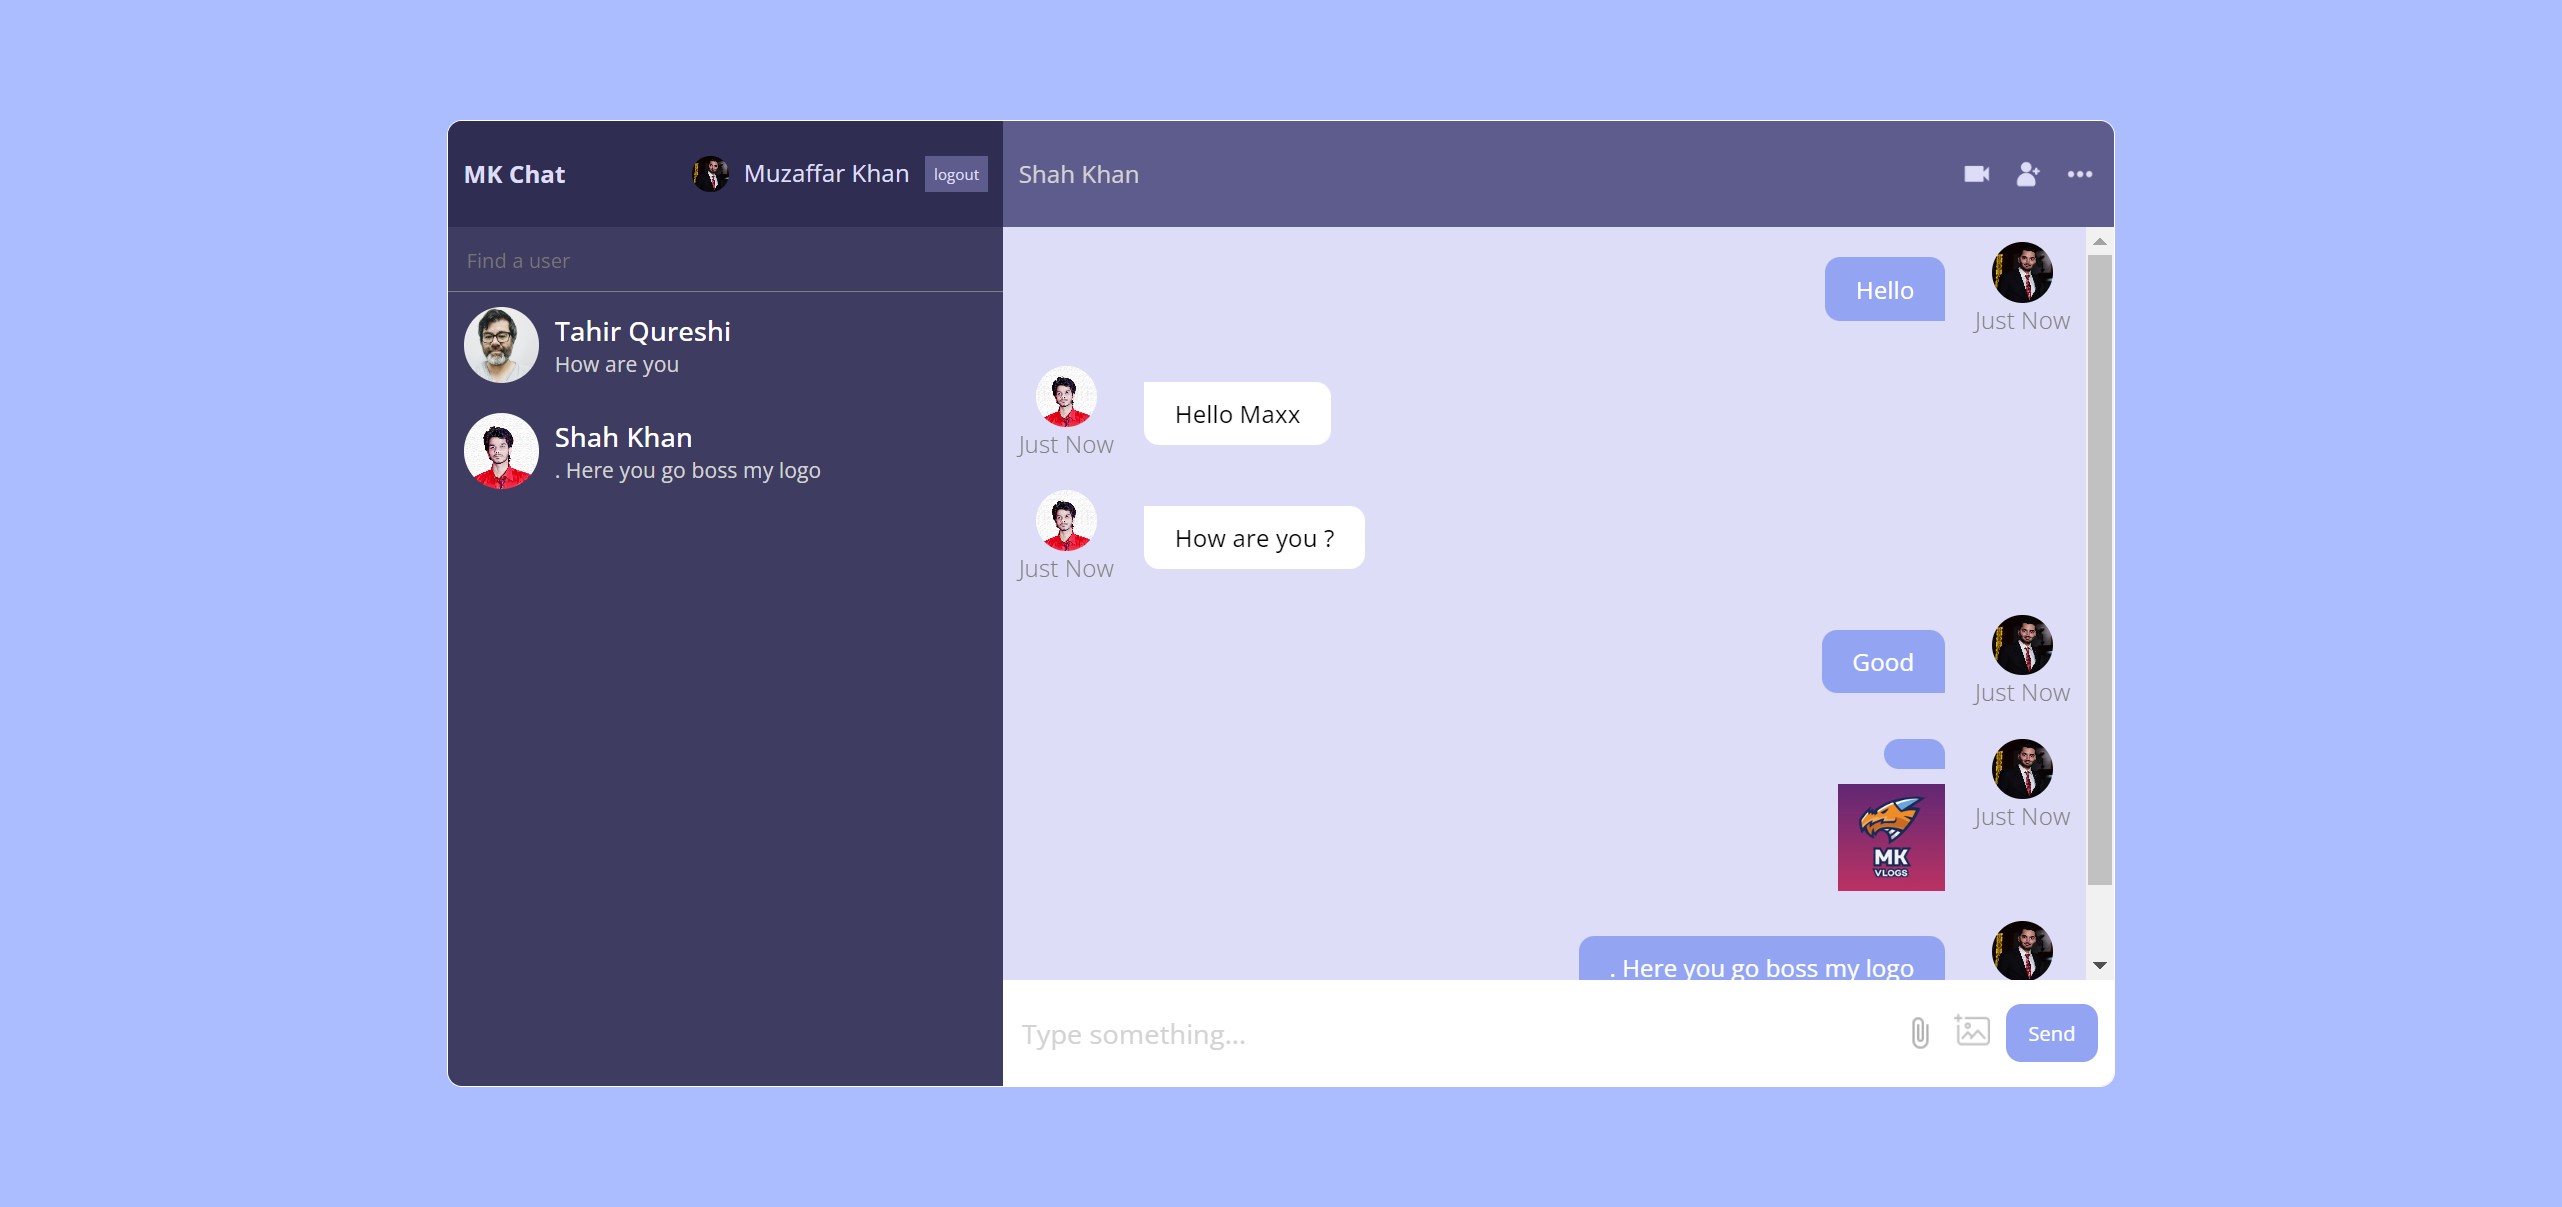 MK Chat
Muzaffar Khan
logout
Find a user
Tahir Qureshi
How are you
Shah Khan
. Here you go boss my logo
Shah Khan
Hello
Just Now
Hello Maxx
Just Now
How are you ?
Just Now
Good
Just Now
Just Now
MK
VLOGS
. Here you go boss my logo
Type something...
Send